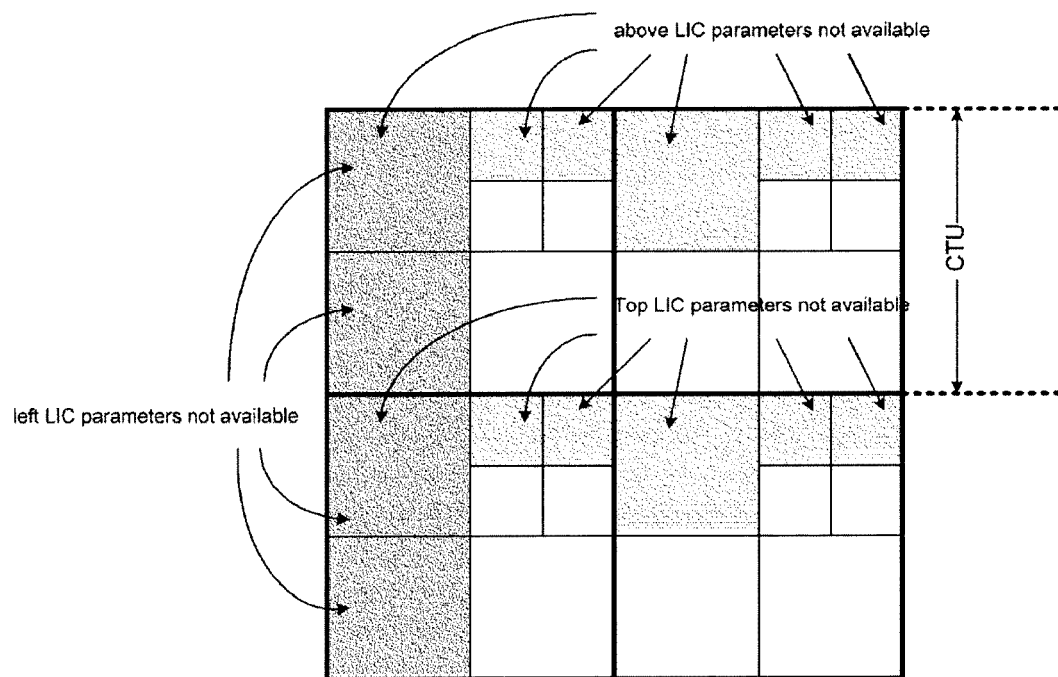 above LIC parameters not available
CTU
Top LIC parameters not available
left LIC parameters not available